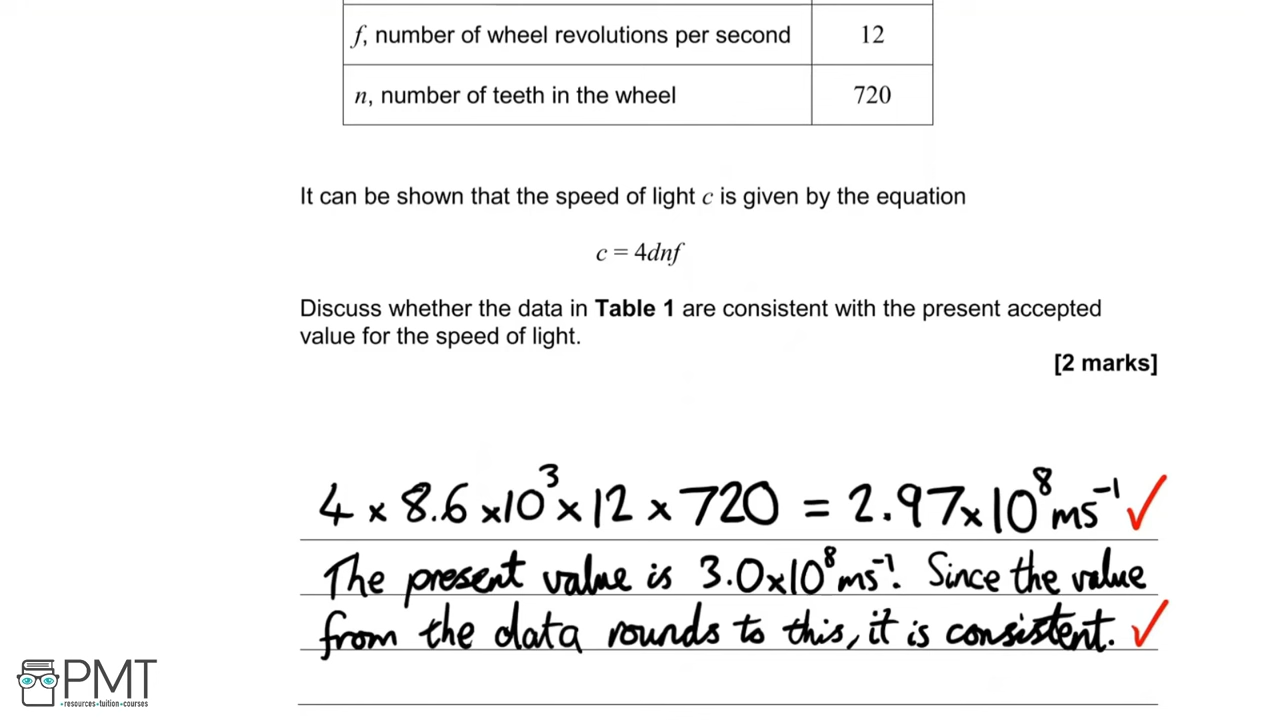 f, number of wheel revolutions per second 12
n, number of teeth in the wheel 720
It can be shown that the speed of light c is given by the equation
c = 4dnf
Discuss whether the data in Table 1 are consistent with the present accepted
value for the speed of light.
[2 marks]
4 × 8.6 × 10³ × 12 × 720 = 2.97 × 10⁸ ms⁻¹ ✓
The present value is 3.0×10⁸ ms⁻¹. Since the value
from the data rounds to this, it is consistent. ✓
PMT
•resources•tuition•courses